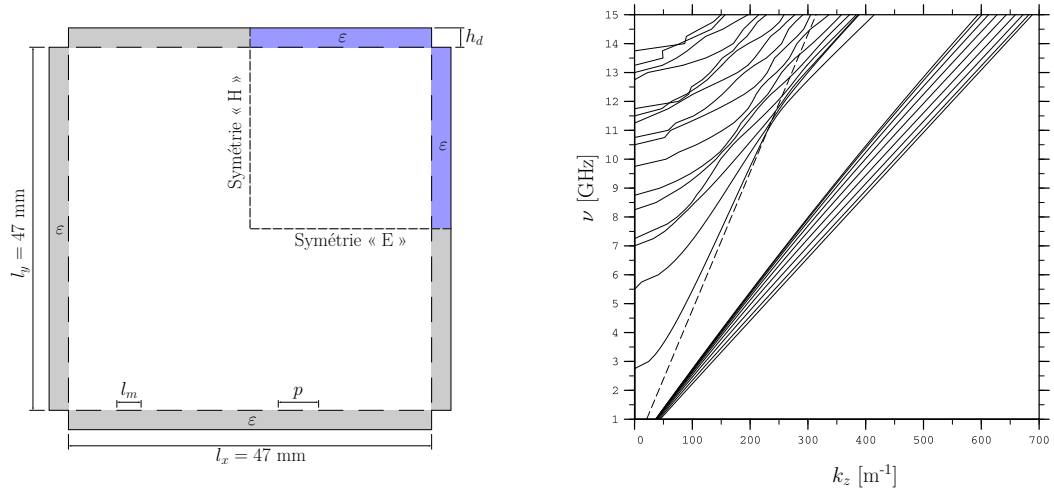 ε
h_d
Symétrie « H »
ε
l_y = 47 mm
ε
Symétrie « E »
l_m
p
ε
l_x = 47 mm
15
14
13
12
11
10
9
8
7
6
5
4
3
2
1
ν [GHz]
0 100 200 300 400 500 600 700
k_z [m⁻¹]